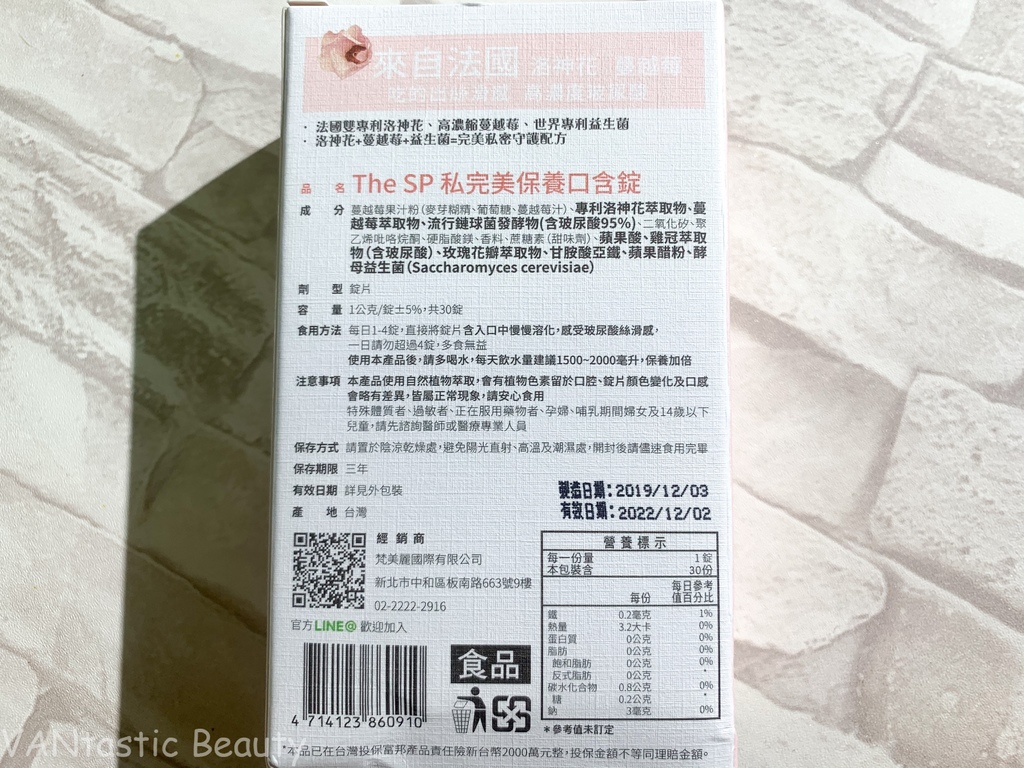 來自法國 洛神花 蔓越莓
吃的出絲滑感 高濃度玻尿酸
· 法國雙專利洛神花、高濃縮蔓越莓、世界專利益生菌
· 洛神花+蔓越莓+益生菌=完美私密守護配方
品 名 The SP 私完美保養口含錠
成 分 蔓越莓果汁粉(麥芽糊精、葡萄糖、蔓越莓汁)、專利洛神花萃取物、蔓
越莓萃取物、流行鏈球菌發酵物(含玻尿酸95%)、二氧化矽、聚
乙烯吡咯烷酮、硬脂酸鎂、香料、蔗糖素(甜味劑)、蘋果酸、雞冠萃取
物(含玻尿酸)、玫瑰花瓣萃取物、甘胺酸亞鐵、蘋果醋粉、酵
母益生菌(Saccharomyces cerevisiae)
劑 型 錠片
容 量 1公克/錠±5%,共30錠
食用方法 每日1-4錠,直接將錠片含入口中慢慢溶化,感受玻尿酸絲滑感,
一日請勿超過4錠,多食無益
使用本產品後,請多喝水,每天飲水量建議1500~2000毫升,保養加倍
注意事項 本產品使用自然植物萃取,會有植物色素留於口腔、錠片顏色變化及口感
會略有差異,皆屬正常現象,請安心食用
特殊體質者、過敏者、正在服用藥物者、孕婦、哺乳期間婦女及14歲以下
兒童,請先諮詢醫師或醫療專業人員
保存方式 請置於陰涼乾燥處,避免陽光直射、高溫及潮濕處,開封後請儘速食用完畢
保存期限 三年
有效日期 詳見外包裝
產 地 台灣
製造日期:2019/12/03
有效日期:2022/12/02
經銷商
梵美麗國際有限公司
新北市中和區板南路663號9樓
02-2222-2916
官方LINE@ 歡迎加入
營養標示
每一份量 1錠
本包裝含 30份
每份 每日參考值百分比
鐵 0.2毫克 1%
熱量 3.2大卡 0%
蛋白質 0公克 0%
脂肪 0公克 0%
飽和脂肪 0公克 0%
反式脂肪 0公克 *
碳水化合物 0.8公克 0%
糖 0.2公克 *
鈉 3毫克 0%
*參考值未訂定
食品
4 714123 860910
本品已在台灣投保富邦產品責任險新台幣2000萬元整,投保金額不等同理賠金額。
VANtastic Beauty